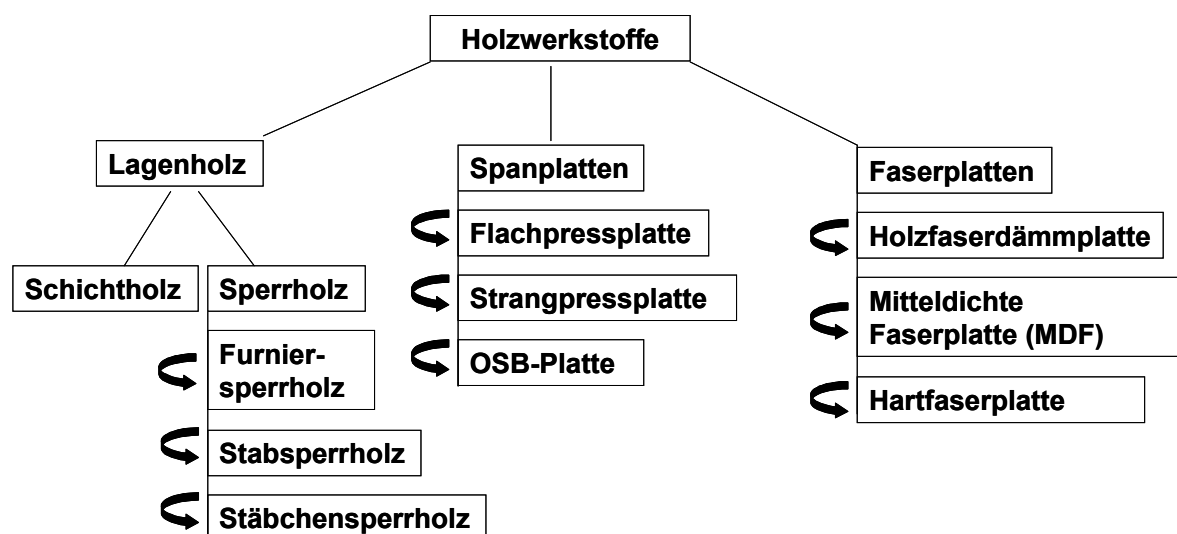 Holzwerkstoffe
Lagenholz
Schichtholz
Sperrholz
Furnier-
sperrholz
Stabsperrholz
Stäbchensperrholz
Spanplatten
Flachpressplatte
Strangpressplatte
OSB-Platte
Faserplatten
Holzfaserdämmplatte
Mitteldichte
Faserplatte (MDF)
Hartfaserplatte